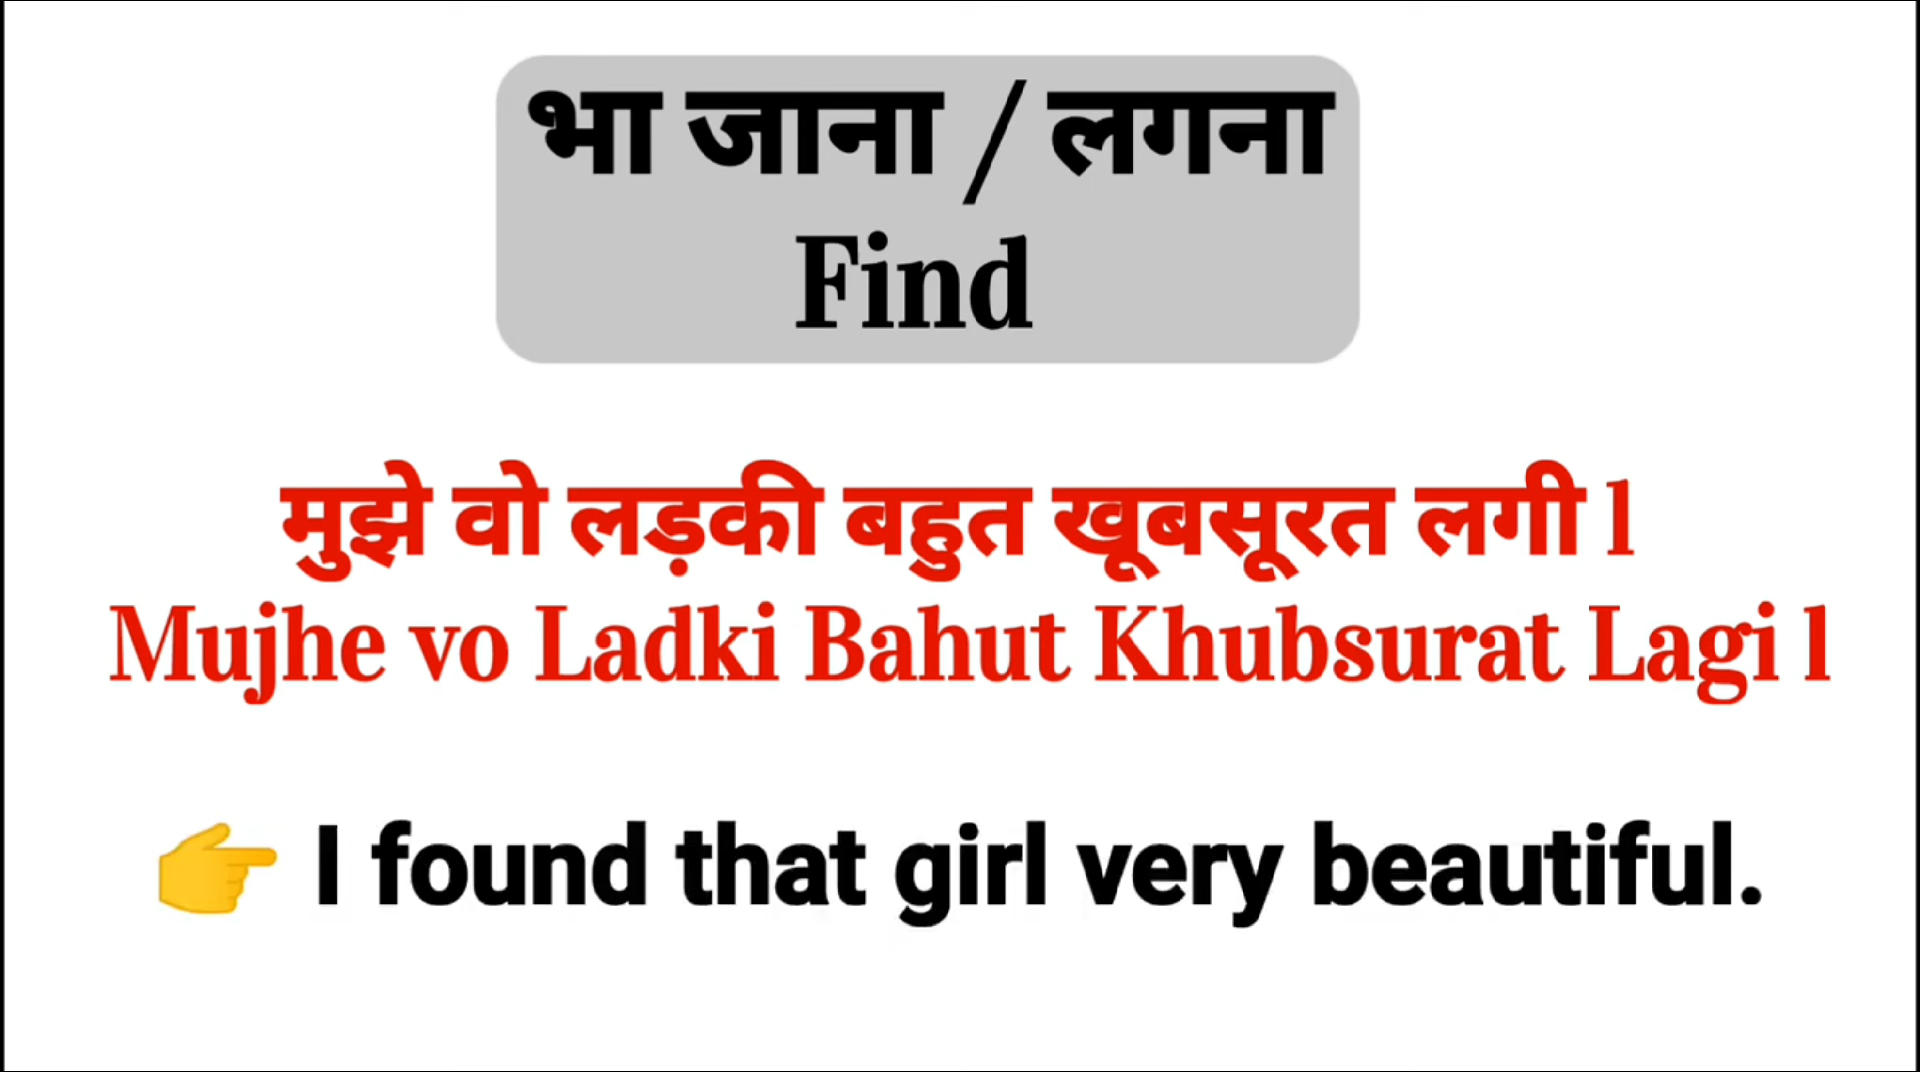 भा जाना / लगना
Find
मुझे वो लड़की बहुत खूबसूरत लगी l
Mujhe vo Ladki Bahut Khubsurat Lagi l
👉 I found that girl very beautiful.